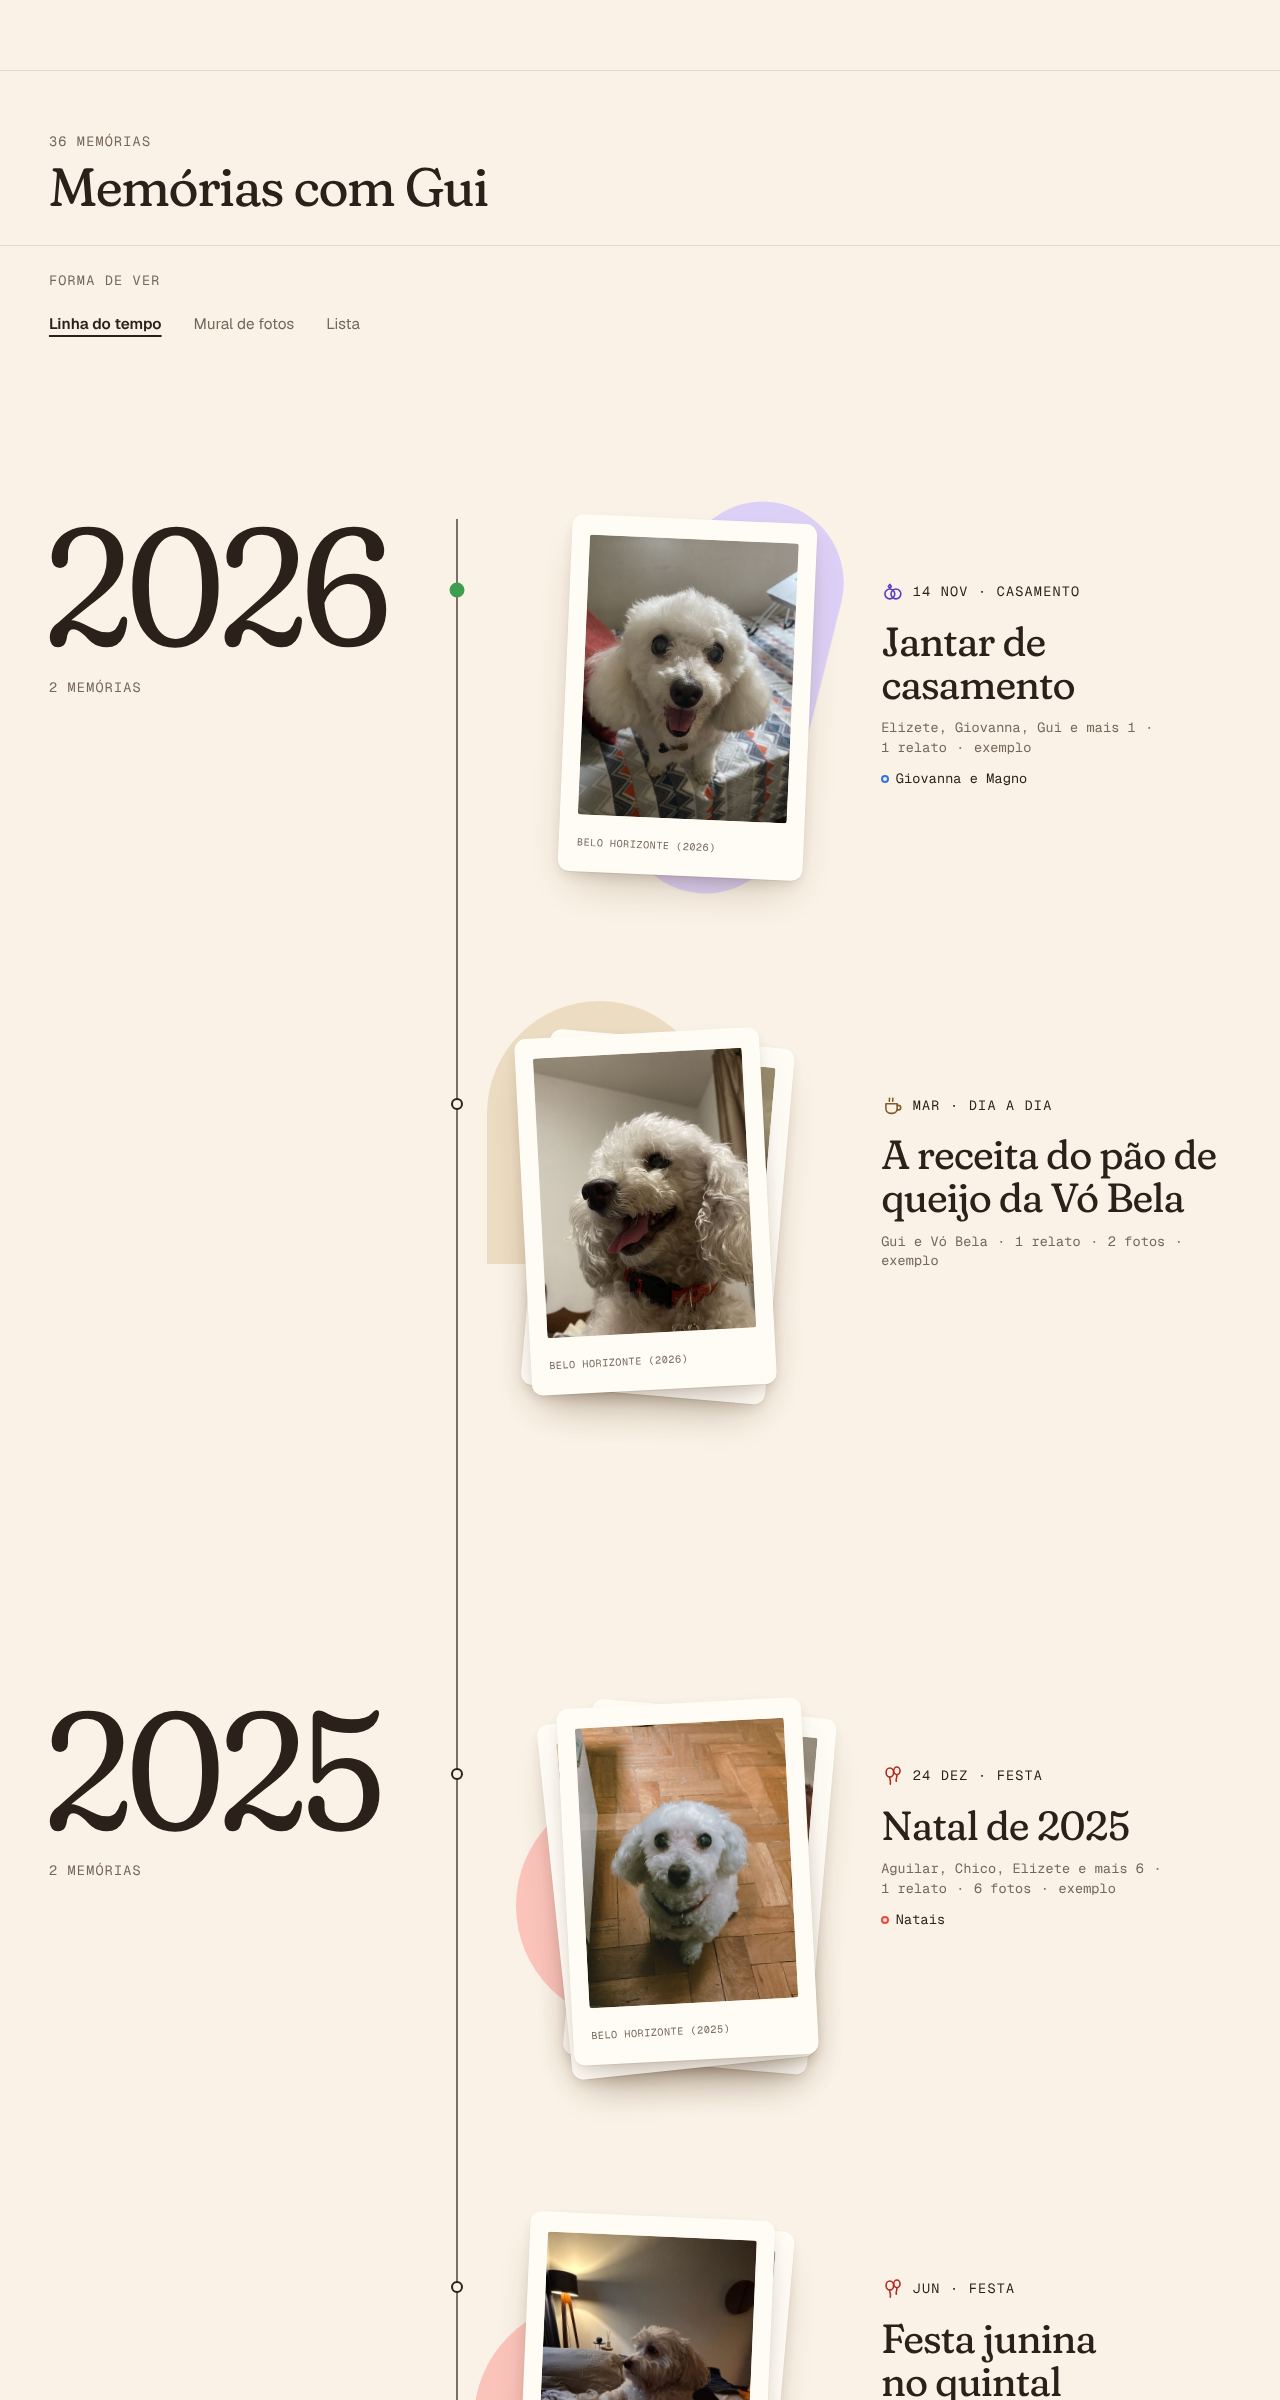 36 MEMÓRIAS
Memórias com Gui
FORMA DE VER
Linha do tempo Mural de fotos Lista
2026
2 MEMÓRIAS
BELO HORIZONTE (2026)
14 NOV · CASAMENTO
Jantar de
casamento
Elizete, Giovanna, Gui e mais 1 ·
1 relato · exemplo
Giovanna e Magno
BELO HORIZONTE (2026)
MAR · DIA A DIA
A receita do pão de
queijo da Vó Bela
Gui e Vó Bela · 1 relato · 2 fotos ·
exemplo
2025
2 MEMÓRIAS
BELO HORIZONTE (2025)
24 DEZ · FESTA
Natal de 2025
Aguilar, Chico, Elizete e mais 6 ·
1 relato · 6 fotos · exemplo
Natais
JUN · FESTA
Festa junina
no quintal